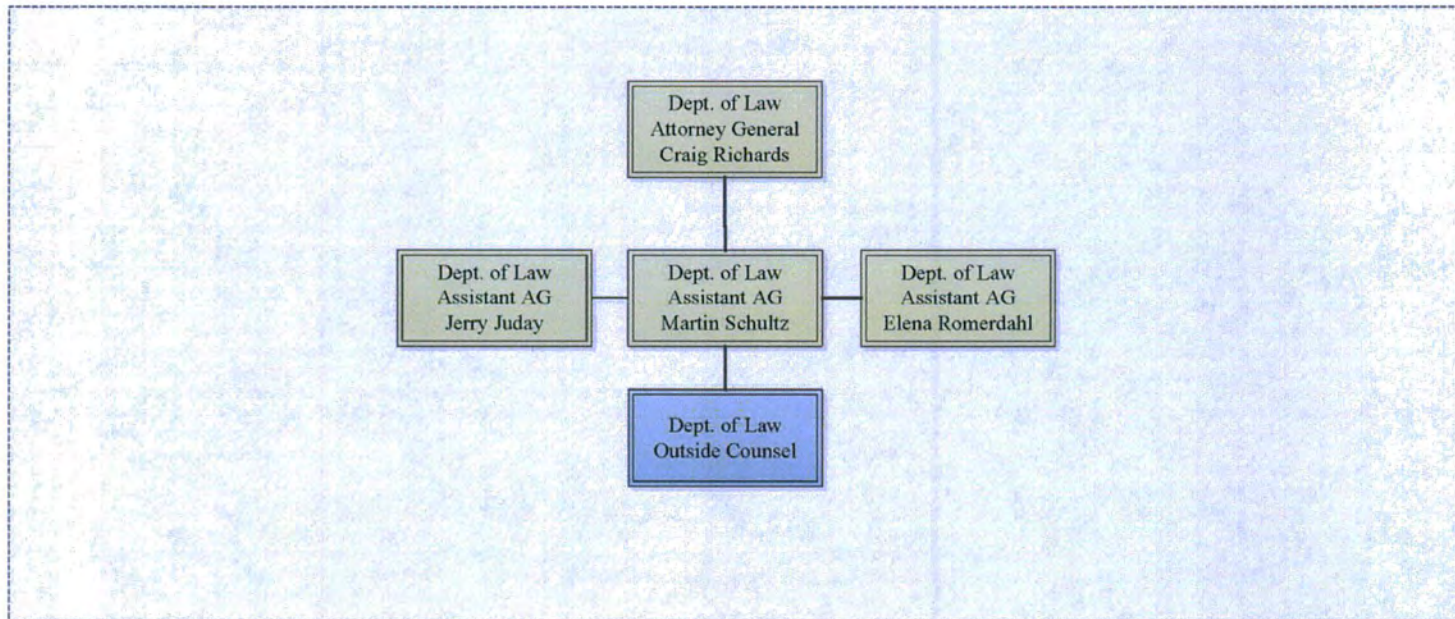 Dept. of Law
Attorney General
Craig Richards
Dept. of Law
Assistant AG
Jerry Juday
Dept. of Law
Assistant AG
Martin Schultz
Dept. of Law
Assistant AG
Elena Romerdahl
Dept. of Law
Outside Counsel